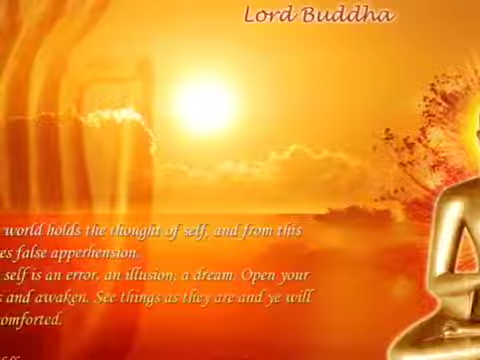 Lord Buddha
world holds the thought of self, and from this
es false apperhension.
self is an error, an illusion, a dream. Open your
s and awaken. See things as they are and ye will
comforted.